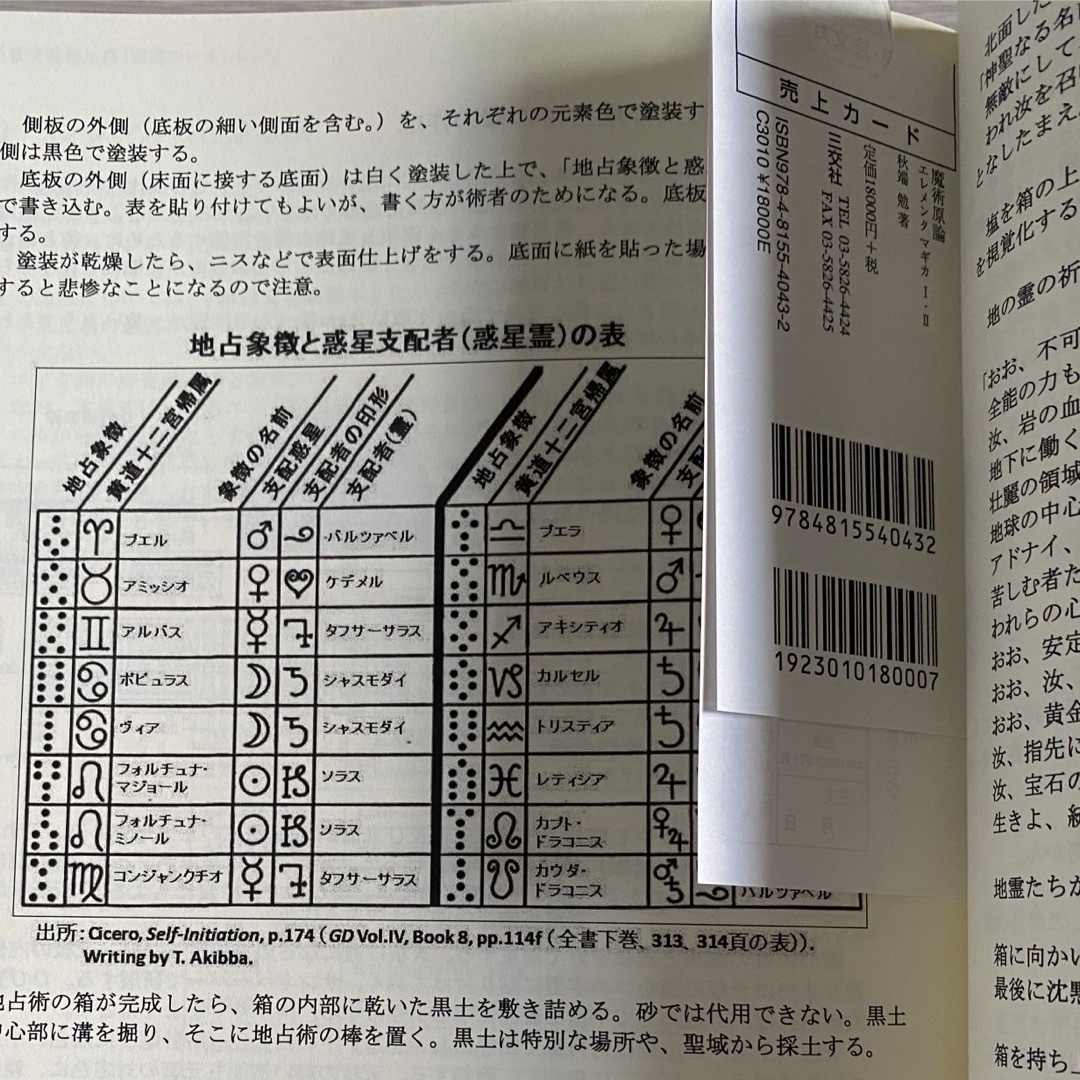 側板の外側（底板の細い側面を含む。）を、それぞれの元素色で塗装す
側は黒色で塗装する。
底板の外側（床面に接する底面）は白く塗装した上で、「地占象徴と惑
で書き込む。表を貼り付けてもよいが、書く方が術者のためになる。底板
する。
塗装が乾燥したら、ニスなどで表面仕上げをする。底面に紙を貼った場
すると悲惨なことになるので注意。
地占象徴と惑星支配者（惑星霊）の表
地占象徴
黄道十二宮帰属
象徴の名前
支配惑星
支配者の印形
支配者（霊）
地占象徴
黄道十二宮帰属
象徴の名前
支配
♈ プエル ♂ バルツァベル ♎ プエラ ♀
♉ アミッシオ ♀ ケデメル ♏ ルベウス ♂
♊ アルバス ☿ タフサーサラス ♐ アキシティオ ♃
♋ ポピュラス ☽ シャスモダイ ♑ カルセル ♄
♋ ヴィア ☽ シャスモダイ ♒ トリスティア ♄
♌ フォルチュナ・ ☉ ソラス ♓ レティシア ♃
マジョール
♌ フォルチュナ・ ☉ ソラス ☊ カプト・ ♀♃
ミノール ドラコニス
♍ コンジャンクチオ ☿ タフサーサラス ☋ カウダ・ ♂♄
ドラコニス バルツァベル
出所：Cicero, Self-Initiation, p.174（GD Vol.IV, Book 8, pp.114f（全書下巻、313、314頁の表））.
Writing by T. Akibba.
地占術の箱が完成したら、箱の内部に乾いた黒土を敷き詰める。砂では代用できない。黒土
中心部に溝を掘り、そこに地占術の棒を置く。黒土は特別な場所や、聖域から採土する。
売上カード
魔術原論
エレメンタ マギカ I・II
秋端 勉著
定価18000円＋税
三交社 TEL 03-5826-4424
FAX 03-5826-4425
ISBN978-4-8155-4043-2
C3010 ¥18000E
9784815540432
1923010180007
北面した
「神聖なる名
無敵にして
われ汝を召
となしたまえ
塩を箱の上
を視覚化する
地の霊の祈
「おお、不可
全能の力も
汝、岩の血
地下に働く
壮麗の領域
地球の中心
アドナイ、
苦しむ者た
われらの心
おお、安定
おお、汝、
おお、黄金
汝、指先に
汝、宝石の
生きよ、統
地霊たちか
箱に向かい
最後に沈黙
箱を持ち